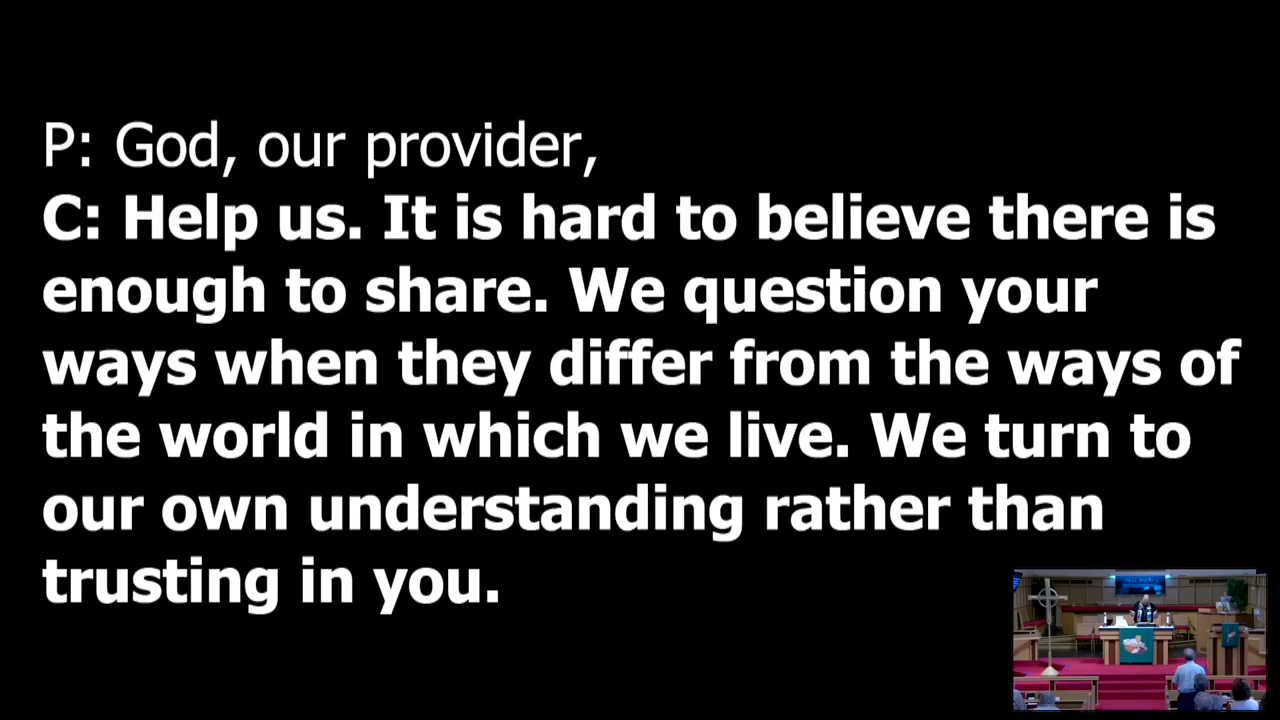 P: God, our provider,
C: Help us. It is hard to believe there is
enough to share. We question your
ways when they differ from the ways of
the world in which we live. We turn to
our own understanding rather than
trusting in you.